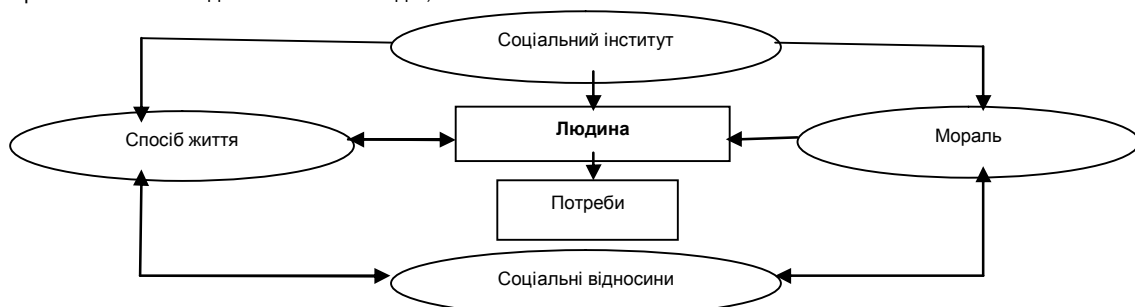 Соціальний інститут
Спосіб життя
Людина
Мораль
Потреби
Соціальні відносини